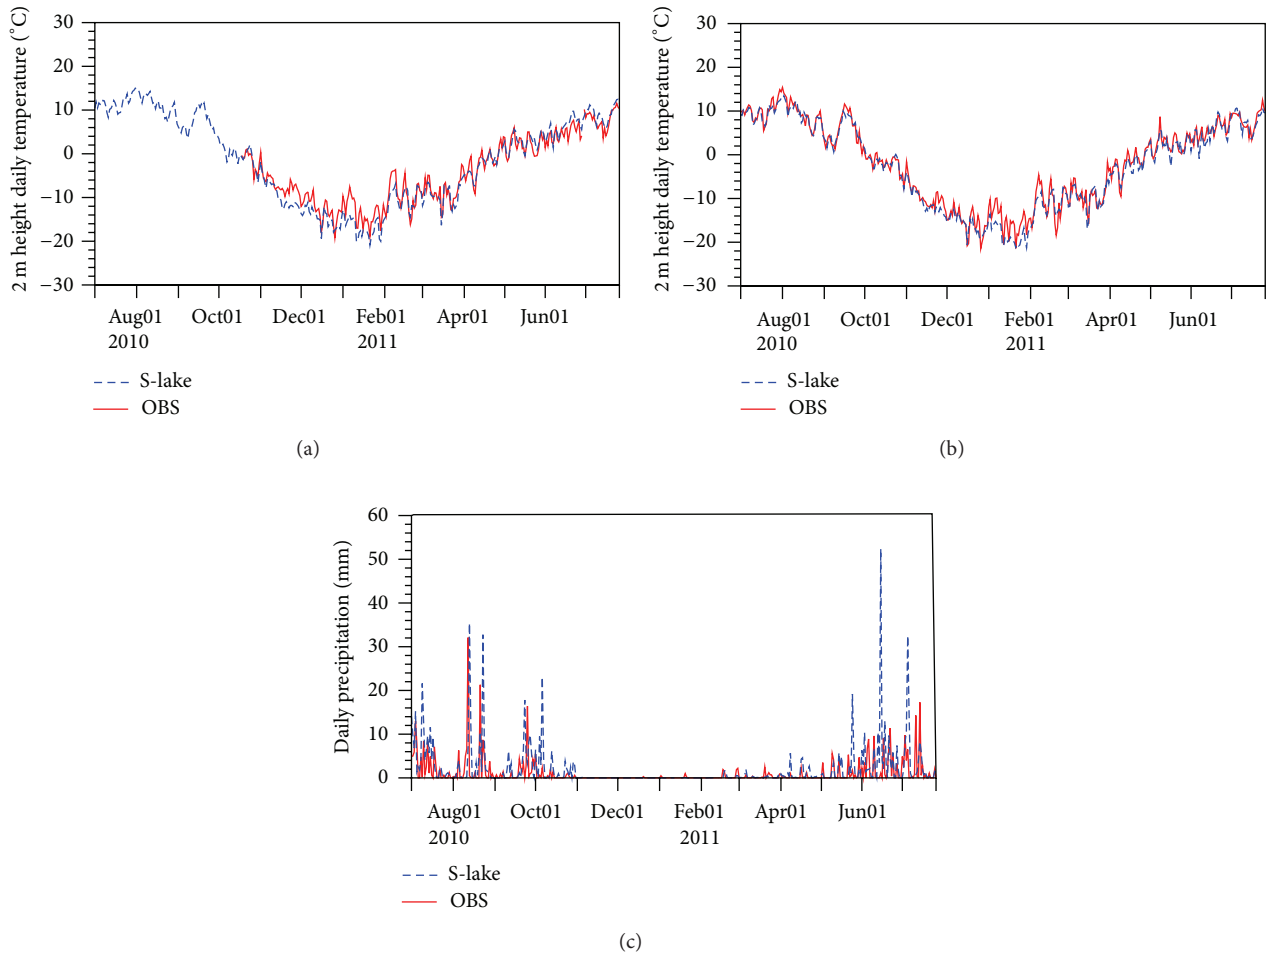 2 m height daily temperature (°C)
30
20
10
0
−10
−20
−30
Aug01 Oct01 Dec01 Feb01 Apr01 Jun01
2010 2011
S-lake
OBS
(a)
2 m height daily temperature (°C)
30
20
10
0
−10
−20
−30
Aug01 Oct01 Dec01 Feb01 Apr01 Jun01
2010 2011
S-lake
OBS
(b)
Daily precipitation (mm)
60
50
40
30
20
10
0
Aug01 Oct01 Dec01 Feb01 Apr01 Jun01
2010 2011
S-lake
OBS
(c)